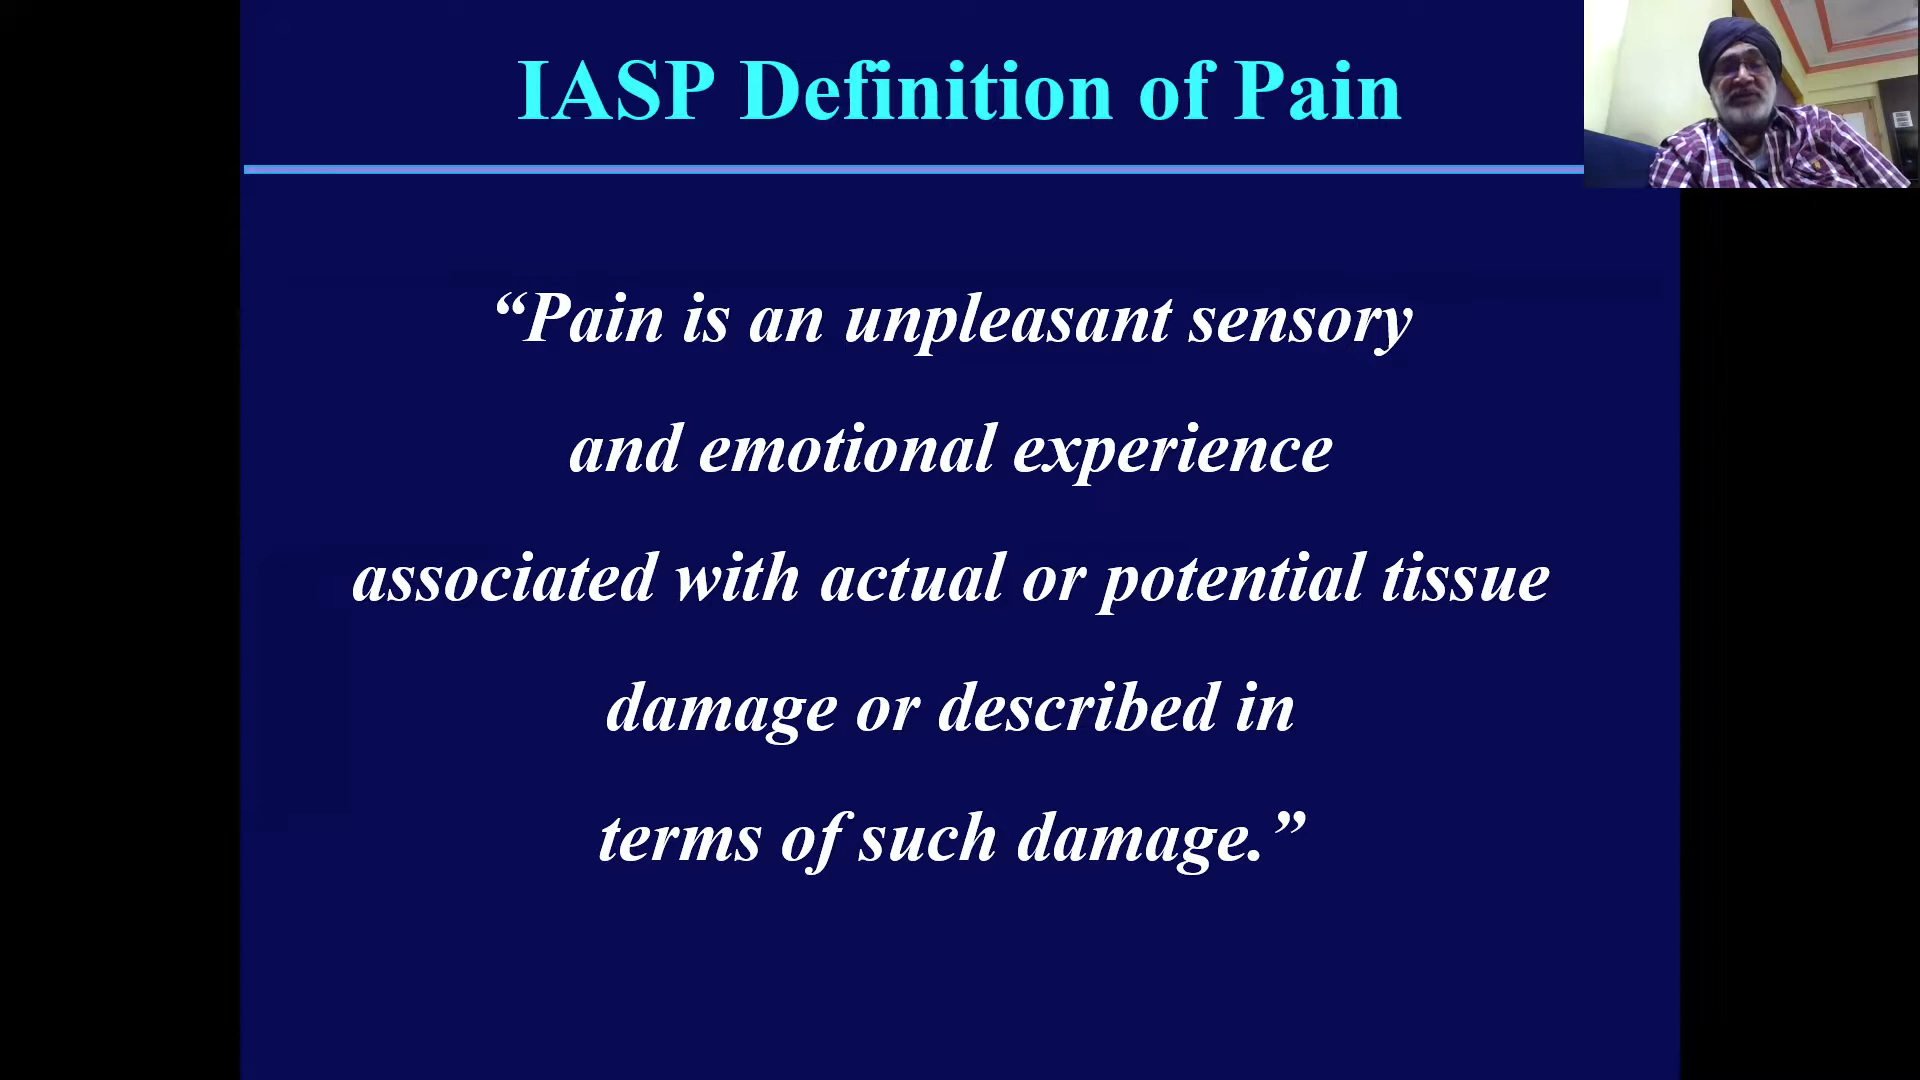 IASP Definition of Pain
“Pain is an unpleasant sensory
and emotional experience
associated with actual or potential tissue
damage or described in
terms of such damage.”